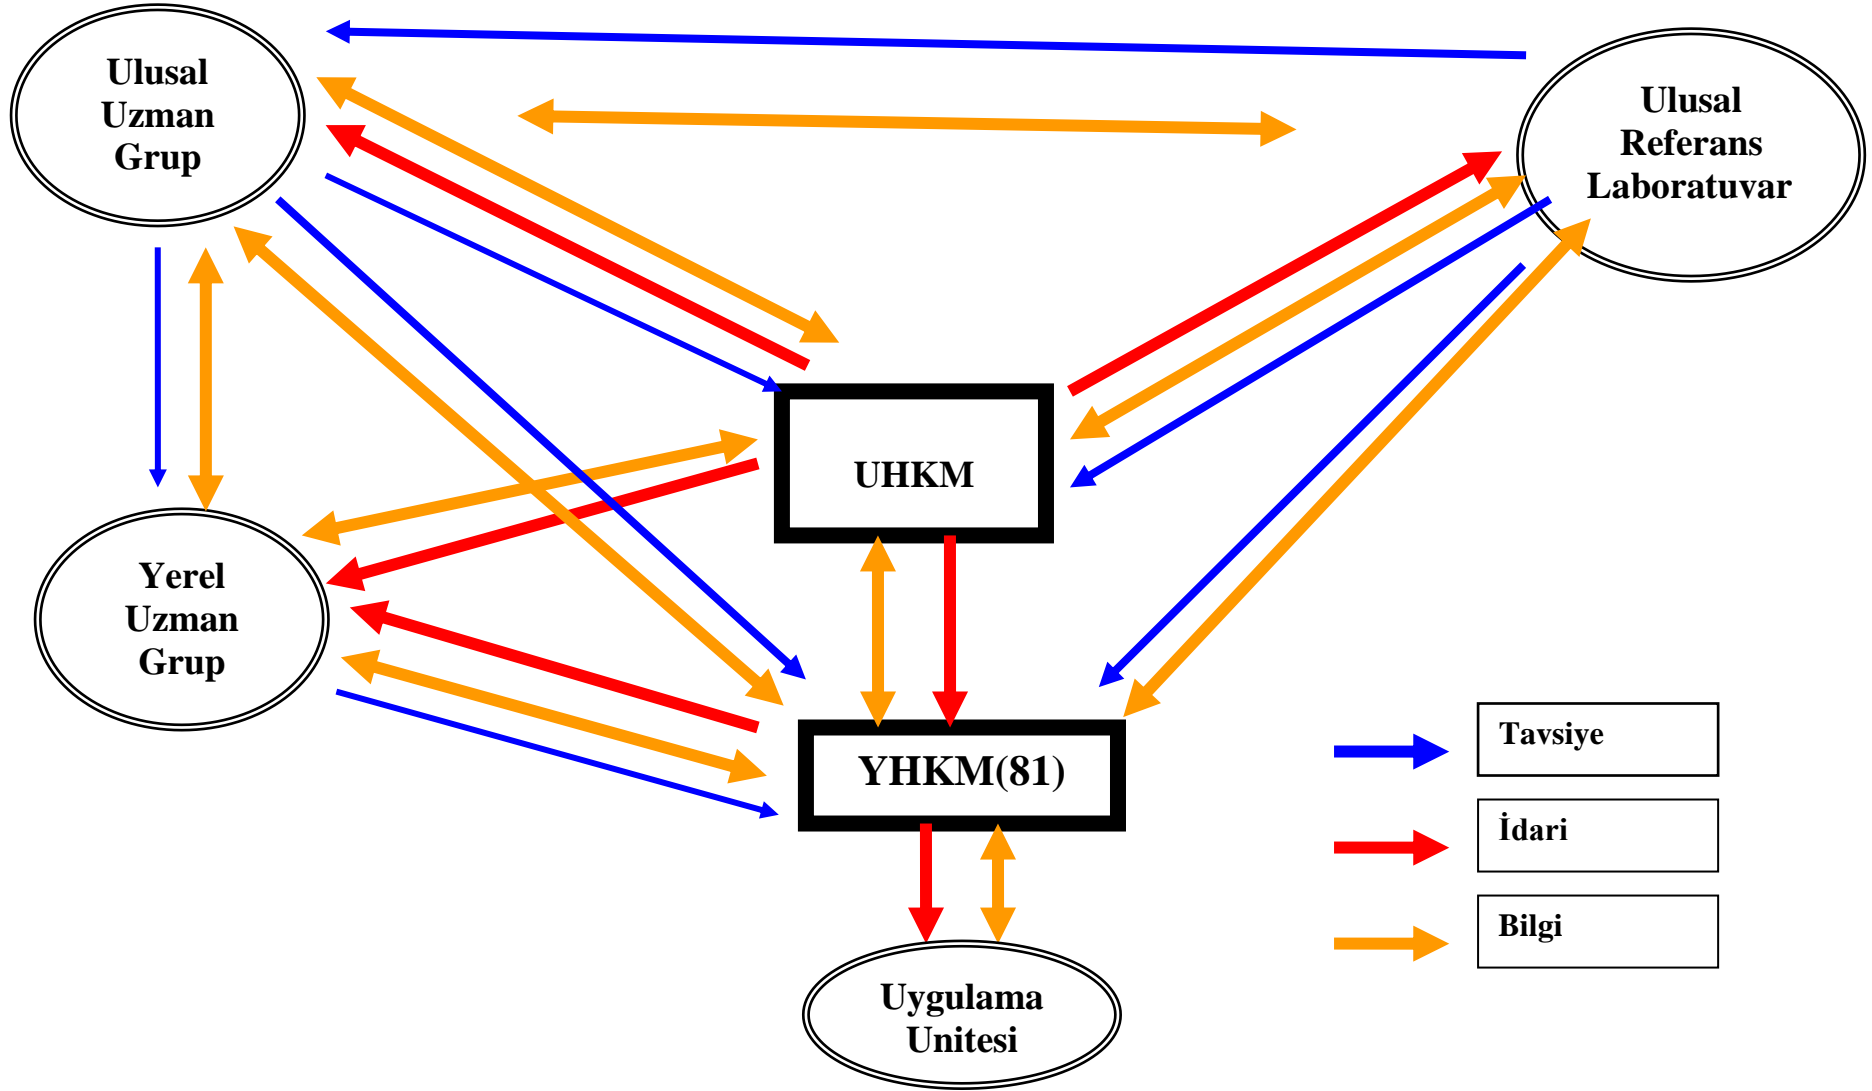 Ulusal
Uzman
Grup
Ulusal
Referans
Laboratuvar
UHKM
Yerel
Uzman
Grup
YHKM(81)
Uygulama
Unitesi
Tavsiye
İdari
Bilgi